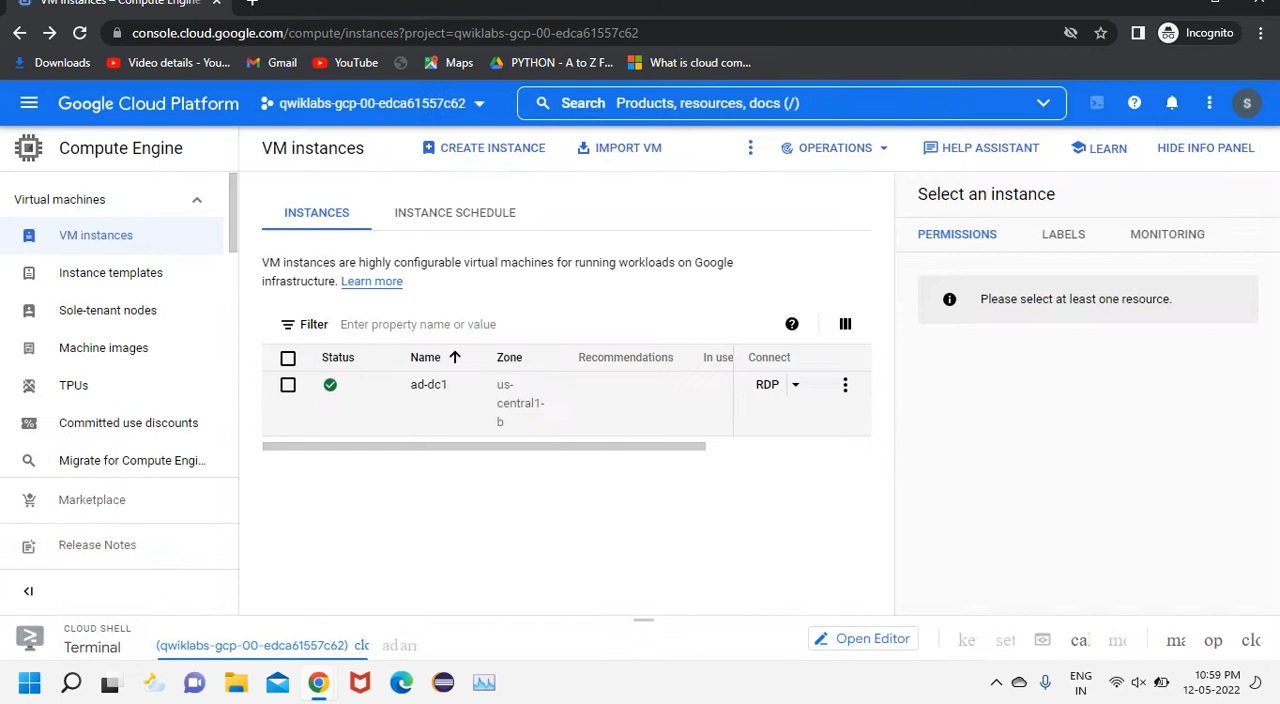 VM instances – Compute Engine
console.cloud.google.com/compute/instances?project=qwiklabs-gcp-00-edca61557c62
Incognito
Downloads
Video details - You...
Gmail
YouTube
Maps
PYTHON - A to Z F...
What is cloud com...
Google Cloud Platform
qwiklabs-gcp-00-edca61557c62
Search Products, resources, docs (/)
S
Compute Engine
VM instances
CREATE INSTANCE
IMPORT VM
OPERATIONS
HELP ASSISTANT
LEARN
HIDE INFO PANEL
Virtual machines
VM instances
Instance templates
Sole-tenant nodes
Machine images
TPUs
Committed use discounts
Migrate for Compute Engi...
Marketplace
Release Notes
INSTANCES
INSTANCE SCHEDULE
VM instances are highly configurable virtual machines for running workloads on Google
infrastructure. Learn more
Filter Enter property name or value
Status
Name
Zone
Recommendations
In use
Connect
ad-dc1
us-
central1-
b
RDP
Select an instance
PERMISSIONS
LABELS
MONITORING
Please select at least one resource.
CLOUD SHELL
Terminal
(qwiklabs-gcp-00-edca61557c62) clc
Open Editor
ke
set
mo
op
clc
ENG
IN
10:59 PM
12-05-2022